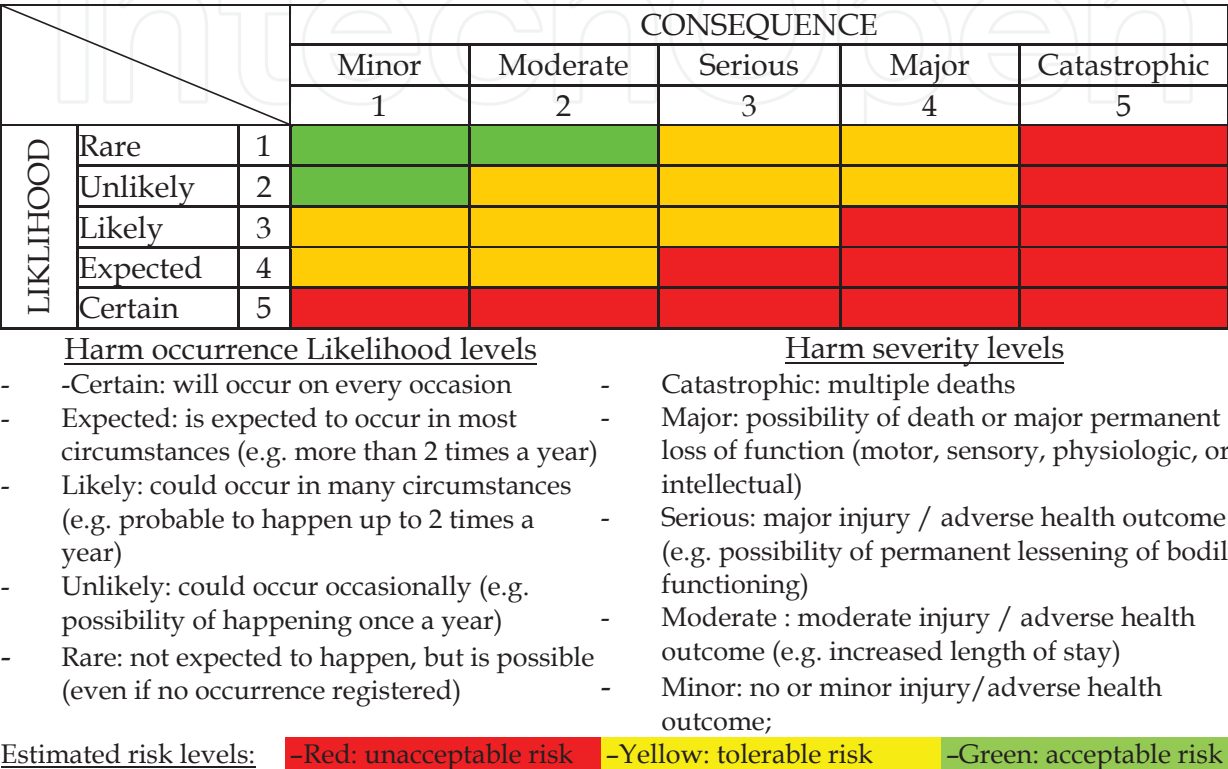 CONSEQUENCE
Minor Moderate Serious Major Catastrophic
1 2 3 4 5
LIKLIHOOD
Rare 1
Unlikely 2
Likely 3
Expected 4
Certain 5
Harm occurrence Likelihood levels
- -Certain: will occur on every occasion
- Expected: is expected to occur in most
circumstances (e.g. more than 2 times a year)
- Likely: could occur in many circumstances
(e.g. probable to happen up to 2 times a
year)
- Unlikely: could occur occasionally (e.g.
possibility of happening once a year)
- Rare: not expected to happen, but is possible
(even if no occurrence registered)
Harm severity levels
- Catastrophic: multiple deaths
- Major: possibility of death or major permanent
loss of function (motor, sensory, physiologic, or
intellectual)
- Serious: major injury / adverse health outcome
(e.g. possibility of permanent lessening of bodil
functioning)
- Moderate : moderate injury / adverse health
outcome (e.g. increased length of stay)
- Minor: no or minor injury/adverse health
outcome;
Estimated risk levels: –Red: unacceptable risk –Yellow: tolerable risk –Green: acceptable risk
IntechOpen